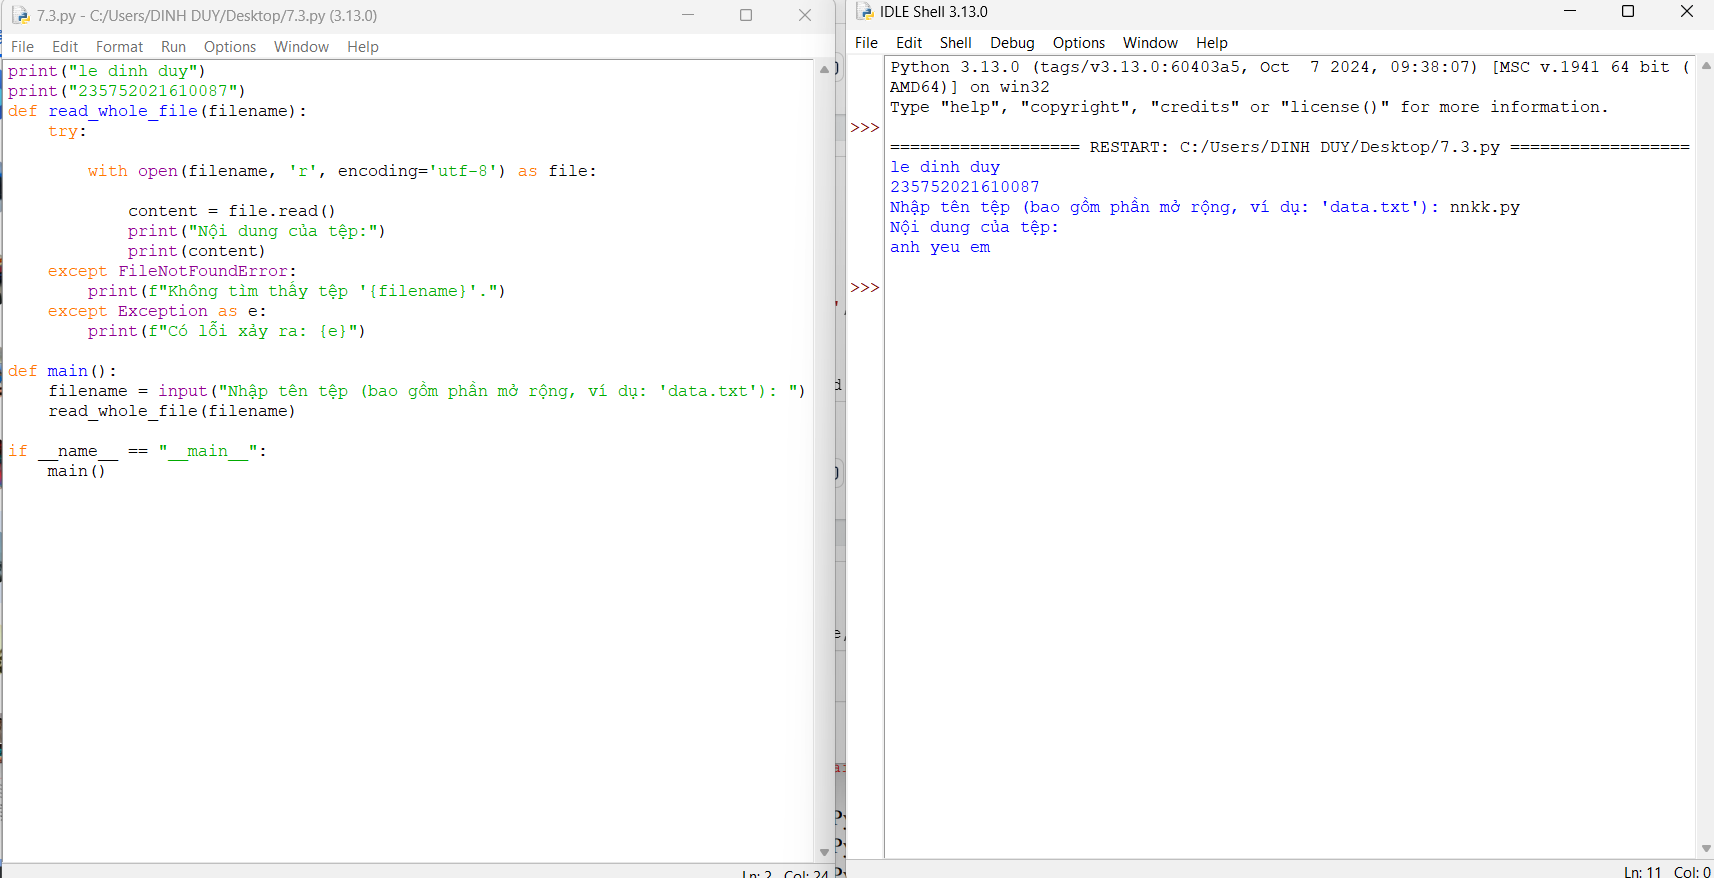 7.3.py - C:/Users/DINH DUY/Desktop/7.3.py (3.13.0)
File Edit Format Run Options Window Help
print("le dinh duy")
print("235752021610087")
def read_whole_file(filename):
    try:
        with open(filename, 'r', encoding='utf-8') as file:
            content = file.read()
            print("Nội dung của tệp:")
            print(content)
    except FileNotFoundError:
        print(f"Không tìm thấy tệp '{filename}'.")
    except Exception as e:
        print(f"Có lỗi xảy ra: {e}")
def main():
    filename = input("Nhập tên tệp (bao gồm phần mở rộng, ví dụ: 'data.txt'): ")
    read_whole_file(filename)
if __name__ == "__main__":
    main()
Ln: 2 Col: 24
IDLE Shell 3.13.0
File Edit Shell Debug Options Window Help
Python 3.13.0 (tags/v3.13.0:60403a5, Oct  7 2024, 09:38:07) [MSC v.1941 64 bit (
AMD64)] on win32
Type "help", "copyright", "credits" or "license()" for more information.
>>>
=================== RESTART: C:/Users/DINH DUY/Desktop/7.3.py ==================
le dinh duy
235752021610087
Nhập tên tệp (bao gồm phần mở rộng, ví dụ: 'data.txt'): nnkk.py
Nội dung của tệp:
anh yeu em
>>>
Ln: 11 Col: 0